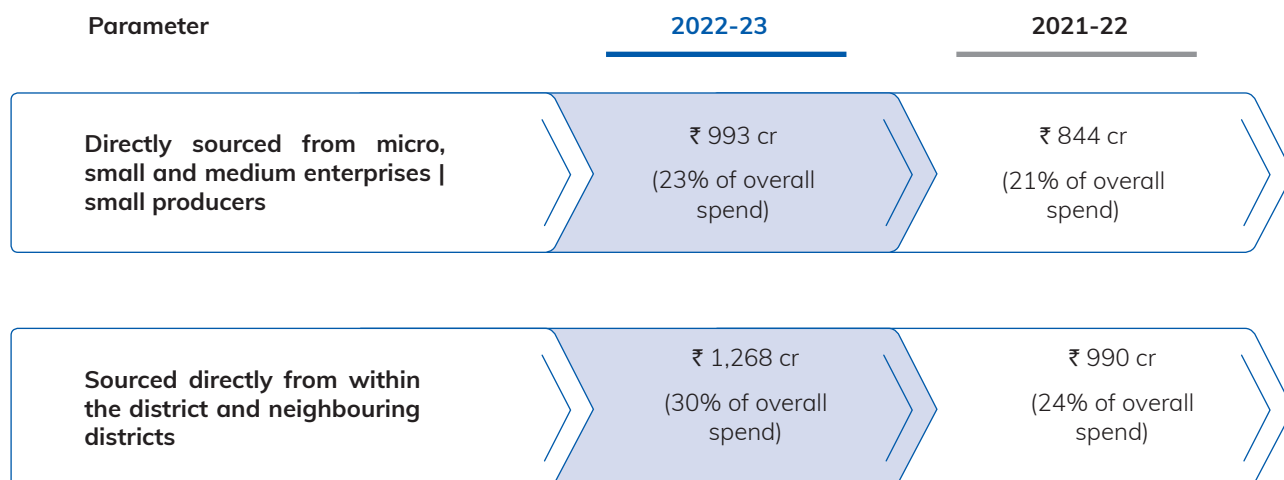 Parameter 2022-23 2021-22
Directly sourced from micro,
small and medium enterprises |
small producers
₹ 993 cr
(23% of overall
spend)
₹ 844 cr
(21% of overall
spend)
Sourced directly from within
the district and neighbouring
districts
₹ 1,268 cr
(30% of overall
spend)
₹ 990 cr
(24% of overall
spend)